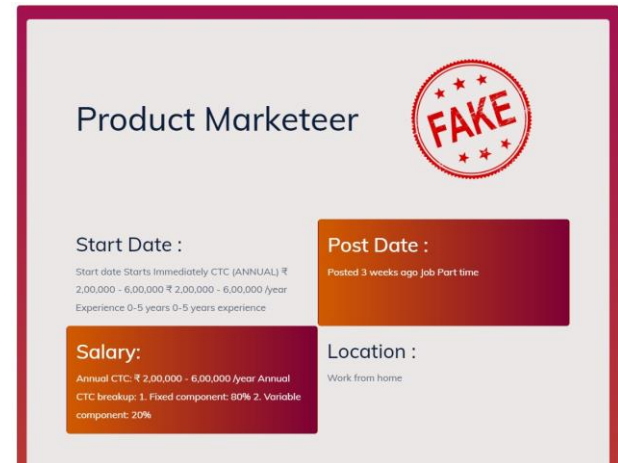 Product Marketeer
FAKE
Start Date :
Start date Starts Immediately CTC (ANNUAL) ₹
2,00,000 - 6,00,000 ₹ 2,00,000 - 6,00,000 /year
Experience 0-5 years 0-5 years experience
Post Date :
Posted 3 weeks ago Job Part time
Salary:
Annual CTC: ₹ 2,00,000 - 6,00,000 /year Annual
CTC breakup: 1. Fixed component: 80% 2. Variable
component: 20%
Location :
Work from home